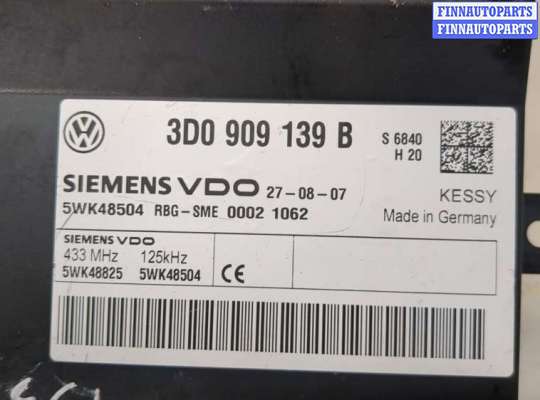 FINNAUTOPARTS
FINNAUTOPARTS
3D0 909 139 B
S 6840
H 20
SIEMENS VDO 27-08-07
KESSY
5WK48504 RBG-SME 0002 1062
Made in Germany
SIEMENS VDO
433 MHz 125kHz
5WK48825 5WK48504
CE